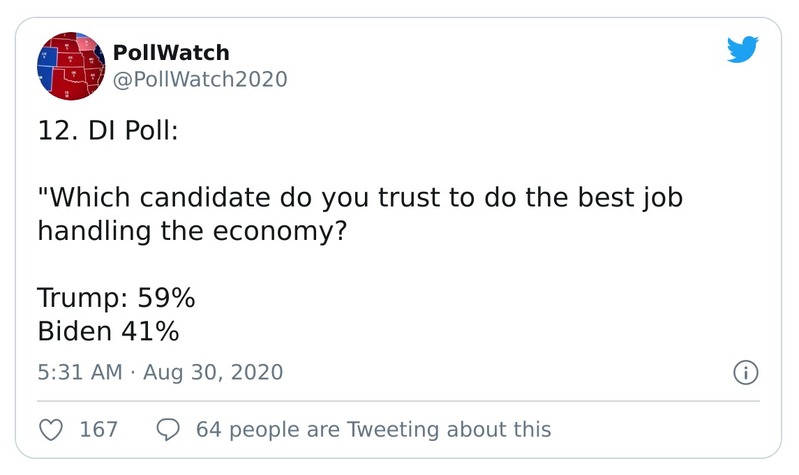 PollWatch
@PollWatch2020
12. DI Poll:
"Which candidate do you trust to do the best job
handling the economy?
Trump: 59%
Biden 41%
5:31 AM · Aug 30, 2020
167
64 people are Tweeting about this